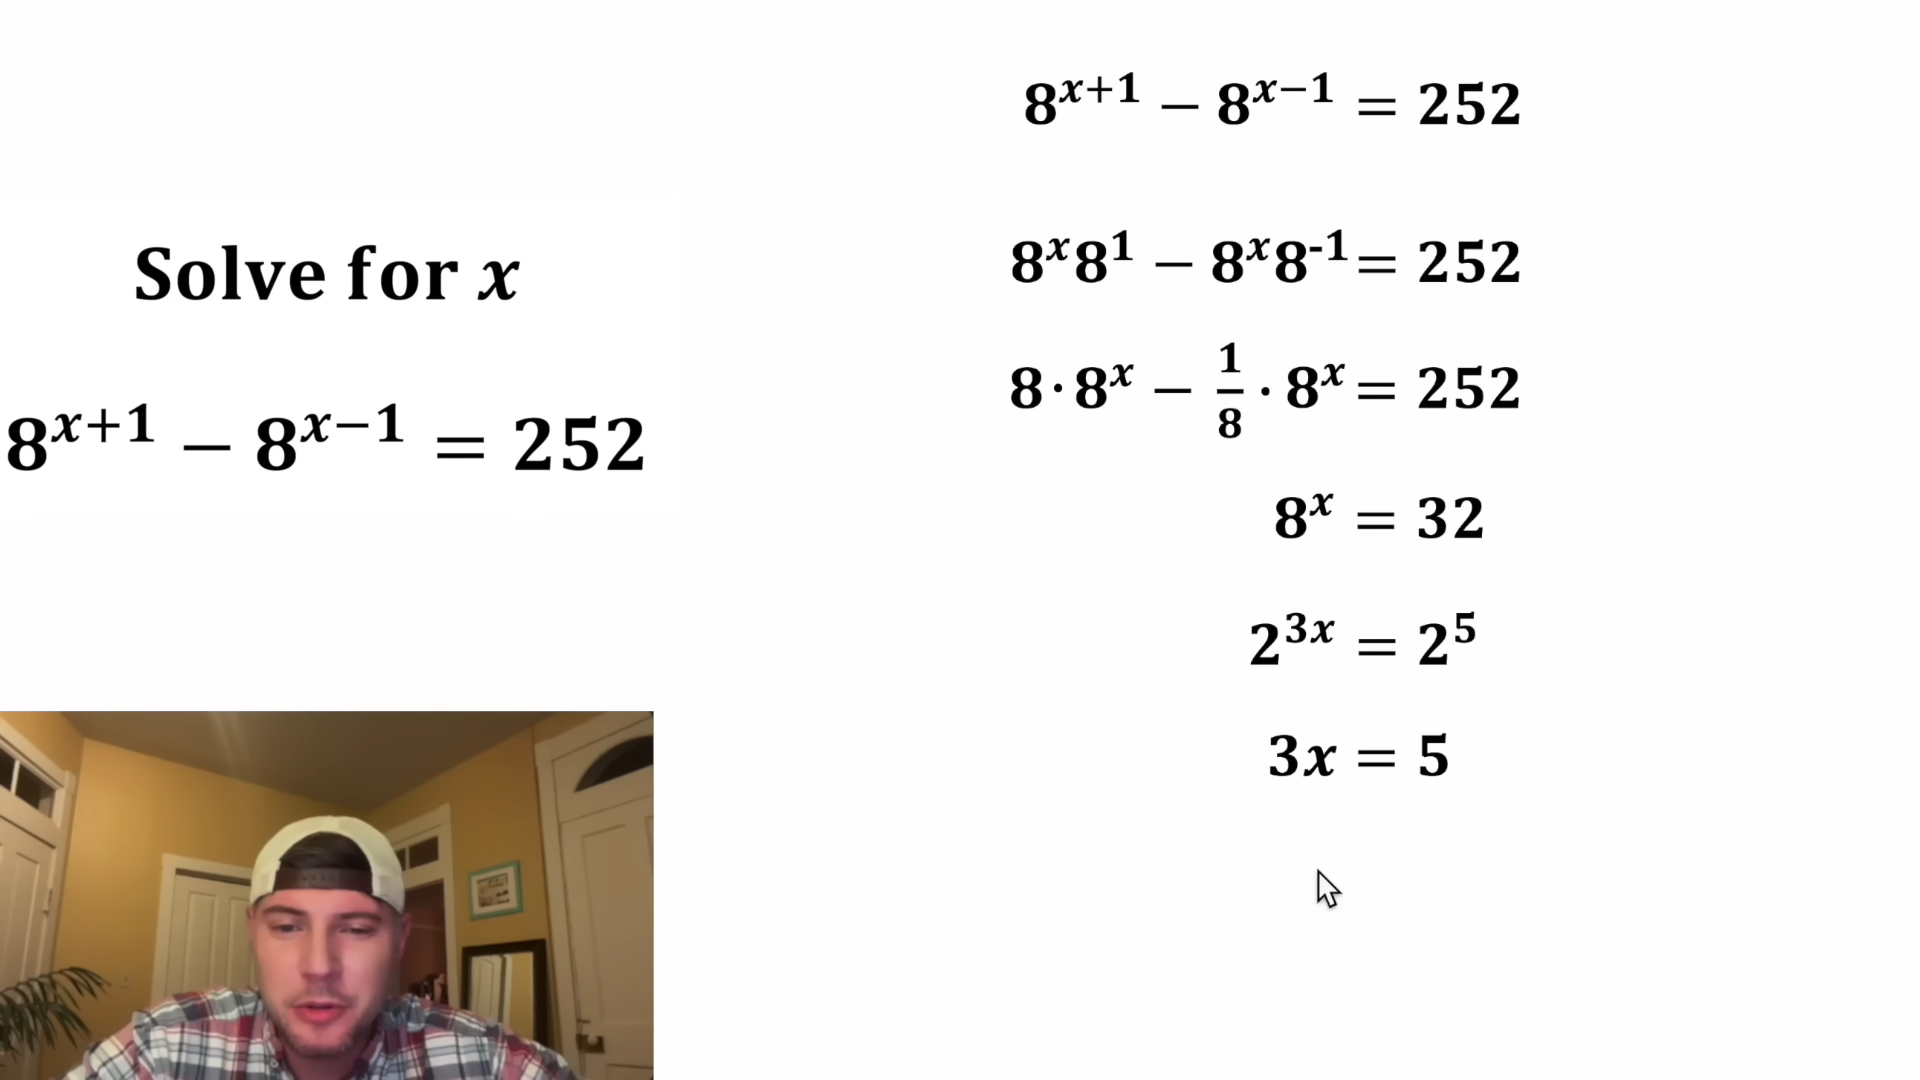 Solve for x
8^{x+1} − 8^{x−1} = 252
8^{x+1} − 8^{x−1} = 252
8^{x}8^{1} − 8^{x}8^{-1} = 252
8 · 8^{x} − \frac{1}{8} · 8^{x} = 252
8^{x} = 32
2^{3x} = 2^{5}
3x = 5